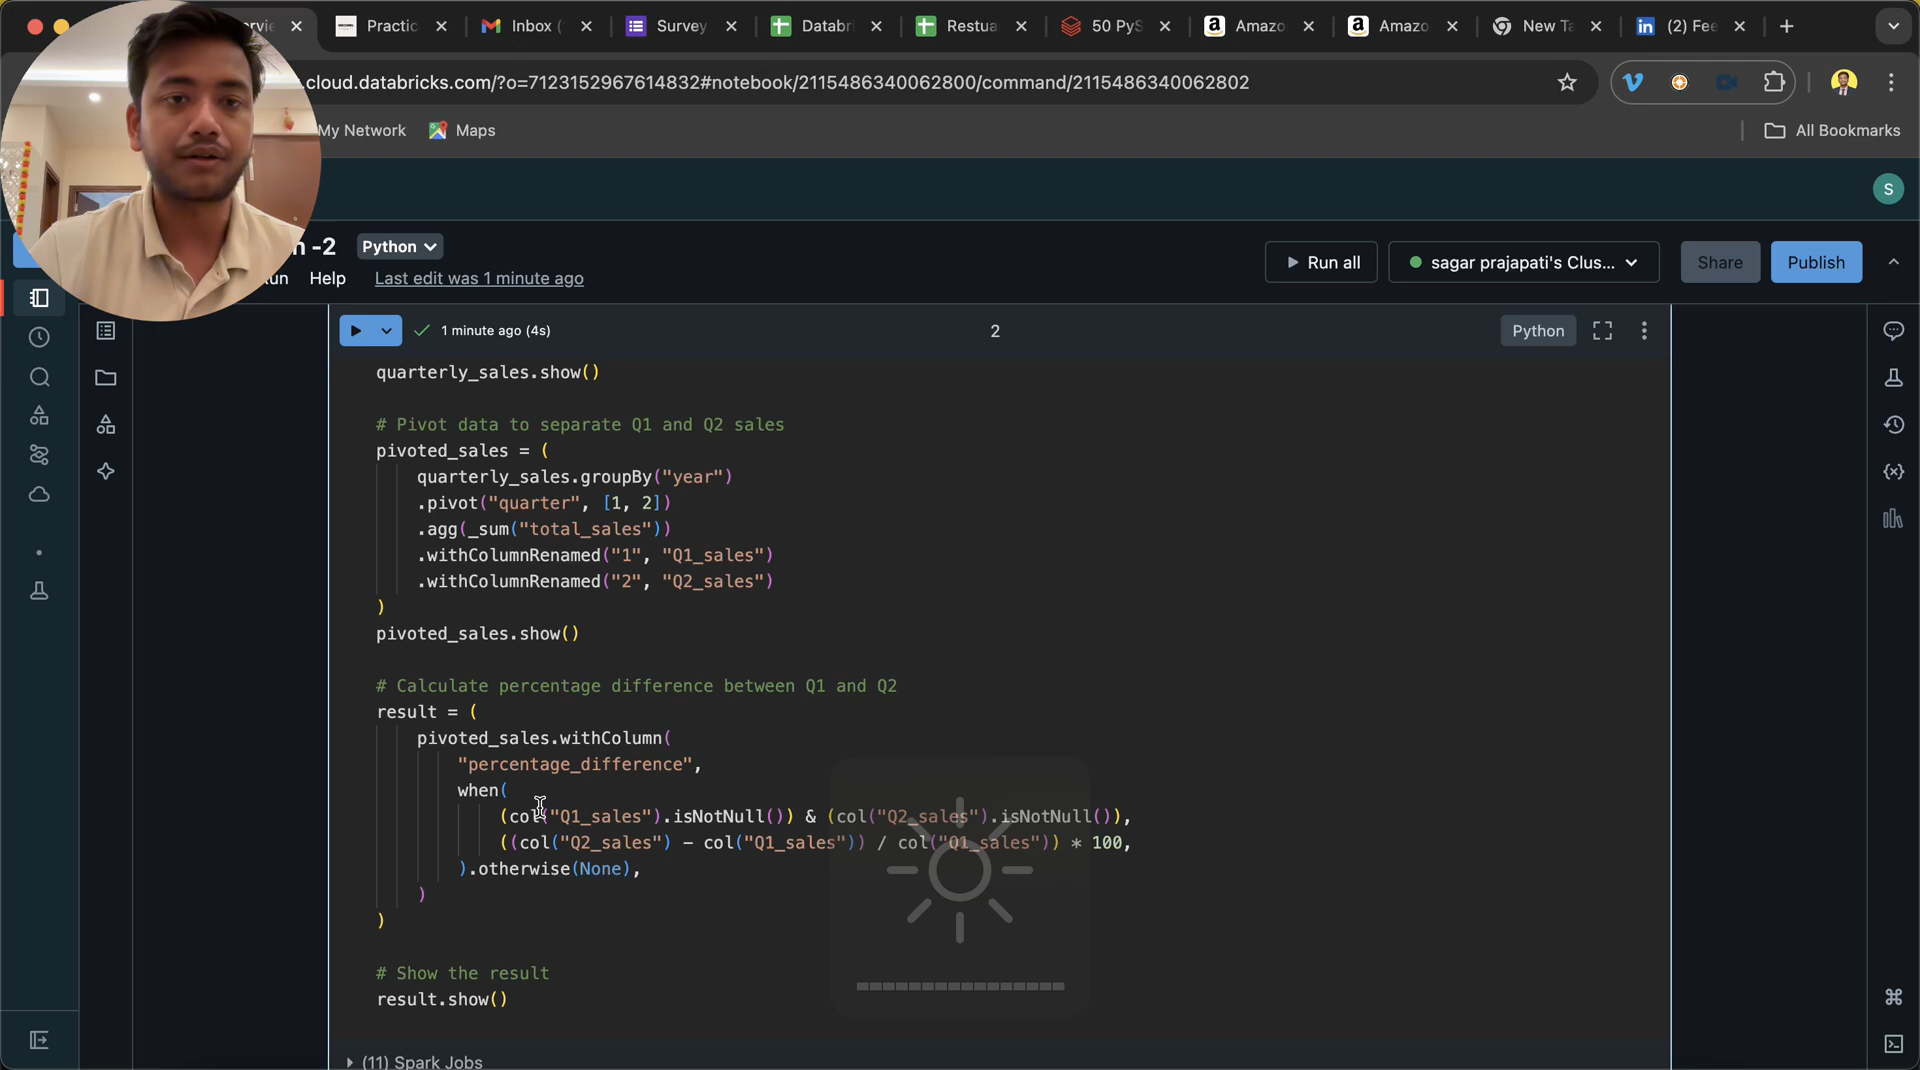 rvie
Practic
Inbox (
Survey
Databri
Restua
50 PyS
Amazo
Amazo
New Ta
(2) Fee
.cloud.databricks.com/?o=7123152967614832#notebook/2115486340062800/command/2115486340062802
My Network
Maps
All Bookmarks
S
n -2
Python
un
Help
Last edit was 1 minute ago
Run all
sagar prajapati's Clus...
Share
Publish
1 minute ago (4s)
2
Python
quarterly_sales.show()
# Pivot data to separate Q1 and Q2 sales
pivoted_sales = (
quarterly_sales.groupBy("year")
.pivot("quarter", [1, 2])
.agg(_sum("total_sales"))
.withColumnRenamed("1", "Q1_sales")
.withColumnRenamed("2", "Q2_sales")
)
pivoted_sales.show()
# Calculate percentage difference between Q1 and Q2
result = (
pivoted_sales.withColumn(
"percentage_difference",
when(
(col("Q1_sales").isNotNull()) & (col("Q2_sales").isNotNull()),
((col("Q2_sales") - col("Q1_sales")) / col("Q1_sales")) * 100,
).otherwise(None),
)
)
# Show the result
result.show()
(11) Spark Jobs